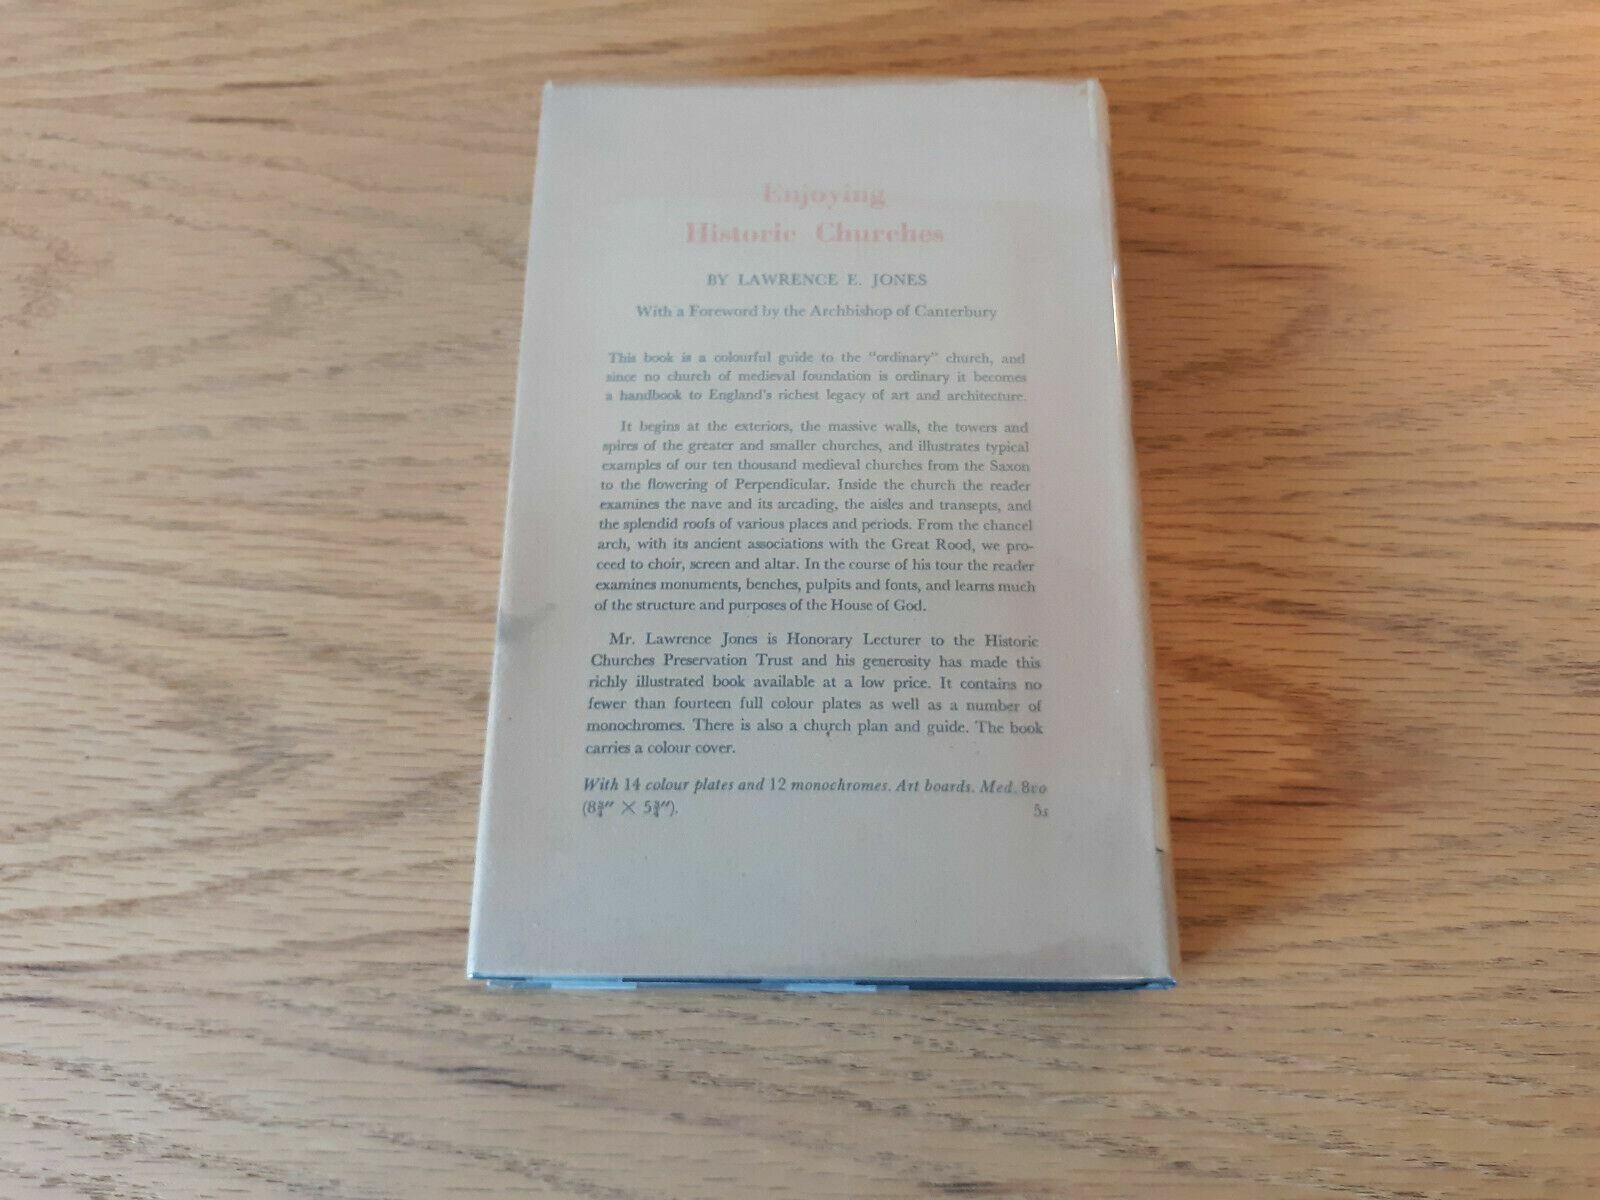 Enjoying
Historic Churches
BY LAWRENCE E. JONES
With a Foreword by the Archbishop of Canterbury
This book is a colourful guide to the "ordinary" church, and
since no church of medieval foundation is ordinary it becomes
a handbook to England's richest legacy of art and architecture.
It begins at the exteriors, the massive walls, the towers and
spires of the greater and smaller churches, and illustrates typical
examples of our ten thousand medieval churches from the Saxon
to the flowering of Perpendicular. Inside the church the reader
examines the nave and its arcading, the aisles and transepts, and
the splendid roofs of various places and periods. From the chancel
arch, with its ancient associations with the Great Rood, we pro-
ceed to choir, screen and altar. In the course of his tour the reader
examines monuments, benches, pulpits and fonts, and learns much
of the structure and purposes of the House of God.
Mr. Lawrence Jones is Honorary Lecturer to the Historic
Churches Preservation Trust and his generosity has made this
richly illustrated book available at a low price. It contains no
fewer than fourteen full colour plates as well as a number of
monochromes. There is also a church plan and guide. The book
carries a colour cover.
With 14 colour plates and 12 monochromes. Art boards. Med. 8vo
(8¾" × 5¾"). 5s